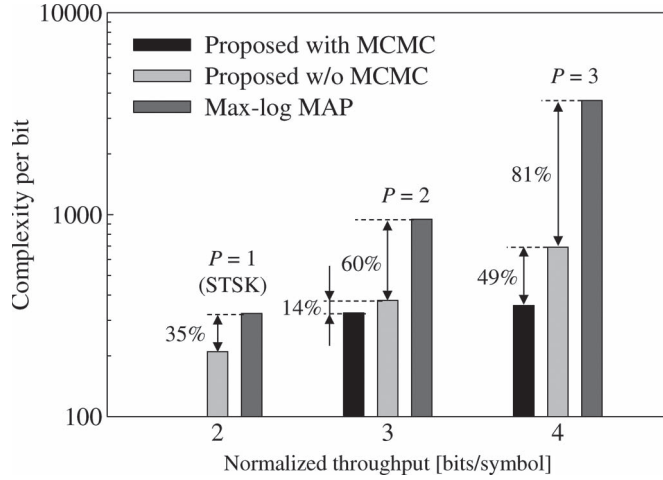 10000
Proposed with MCMC
Proposed w/o MCMC
Max-log MAP
P = 3
81%
Complexity per bit
1000
P = 2
P = 1
(STSK)
60%
49%
14%
35%
100
2
3
4
Normalized throughput [bits/symbol]